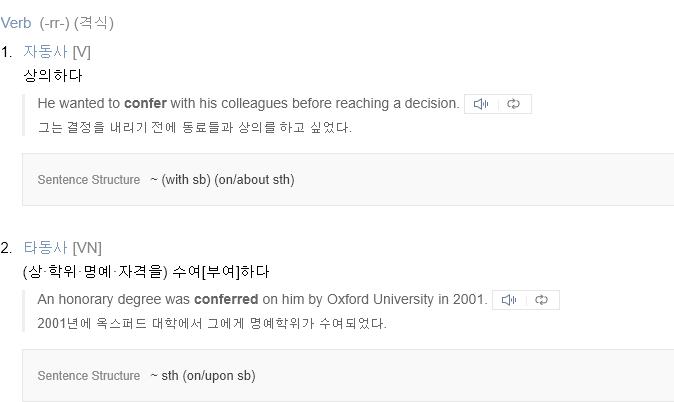 Verb (-rr-) (격식)
1. 자동사 [V]
상의하다
He wanted to confer with his colleagues before reaching a decision.
그는 결정을 내리기 전에 동료들과 상의를 하고 싶었다.
Sentence Structure ~ (with sb) (on/about sth)
2. 타동사 [VN]
(상·학위·명예·자격을) 수여[부여]하다
An honorary degree was conferred on him by Oxford University in 2001.
2001년에 옥스퍼드 대학에서 그에게 명예학위가 수여되었다.
Sentence Structure ~ sth (on/upon sb)